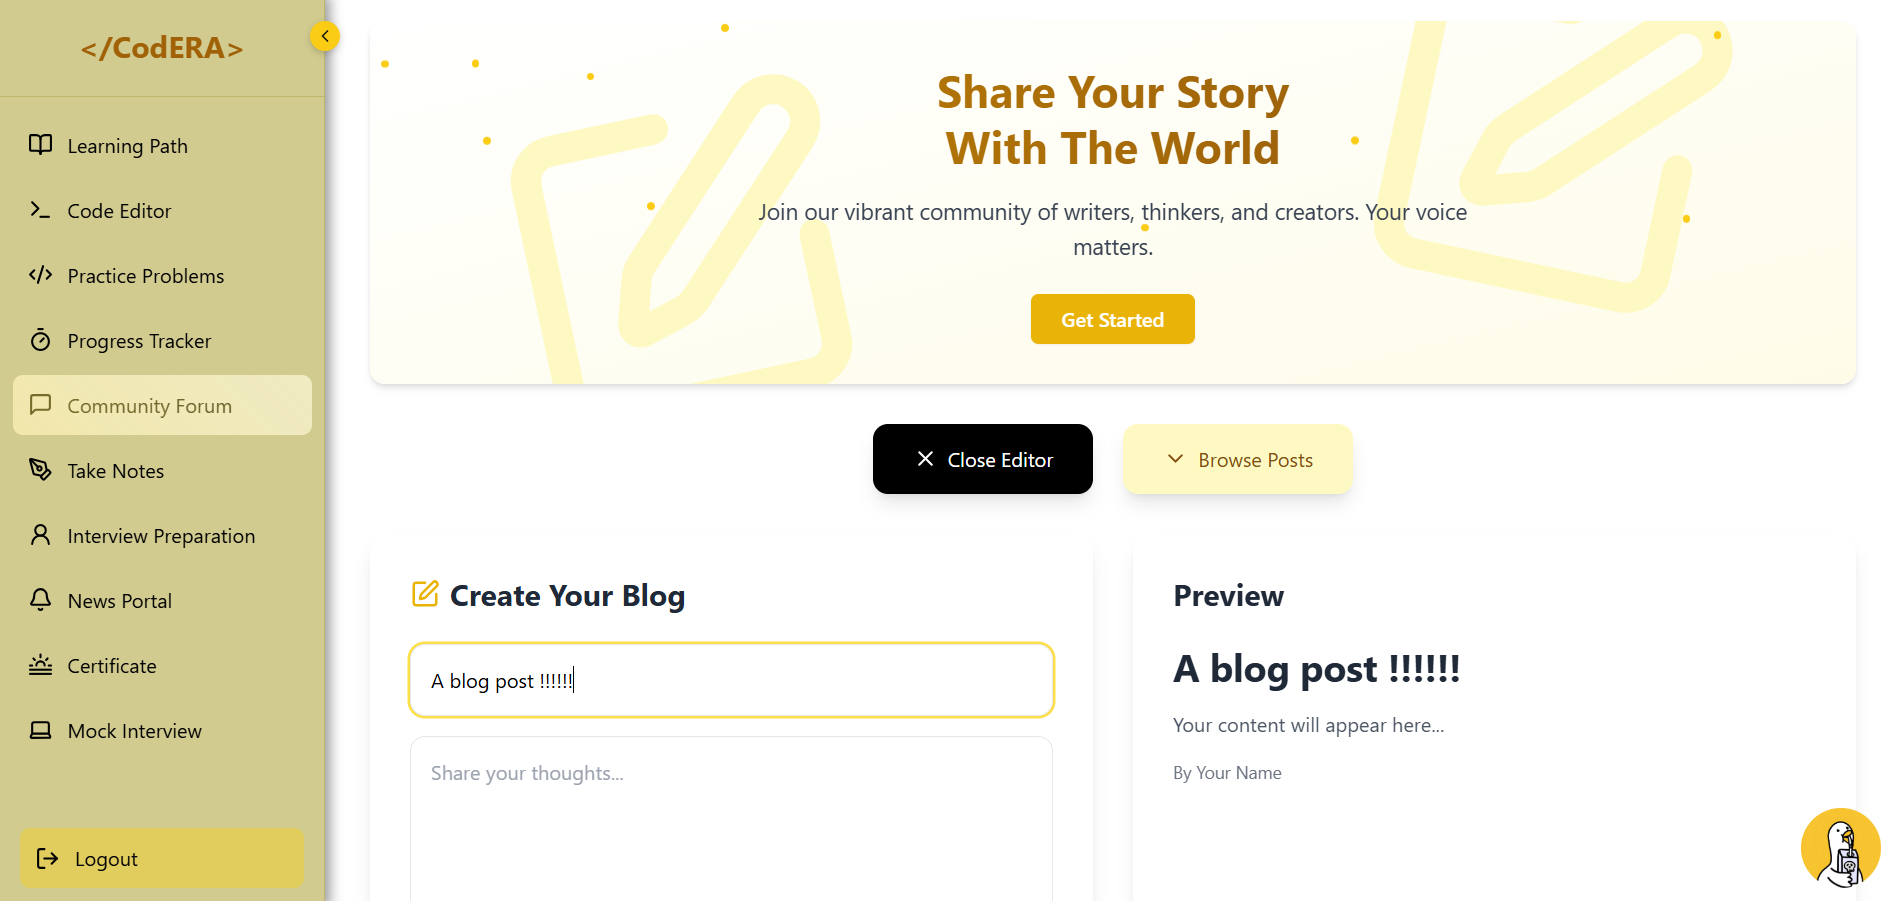 </CodERA>
Learning Path
Code Editor
Practice Problems
Progress Tracker
Community Forum
Take Notes
Interview Preparation
News Portal
Certificate
Mock Interview
Logout
Share Your Story
With The World
Join our vibrant community of writers, thinkers, and creators. Your voice
matters.
Get Started
Close Editor
Browse Posts
Create Your Blog
A blog post !!!!!!
Share your thoughts...
Preview
A blog post !!!!!!
Your content will appear here...
By Your Name